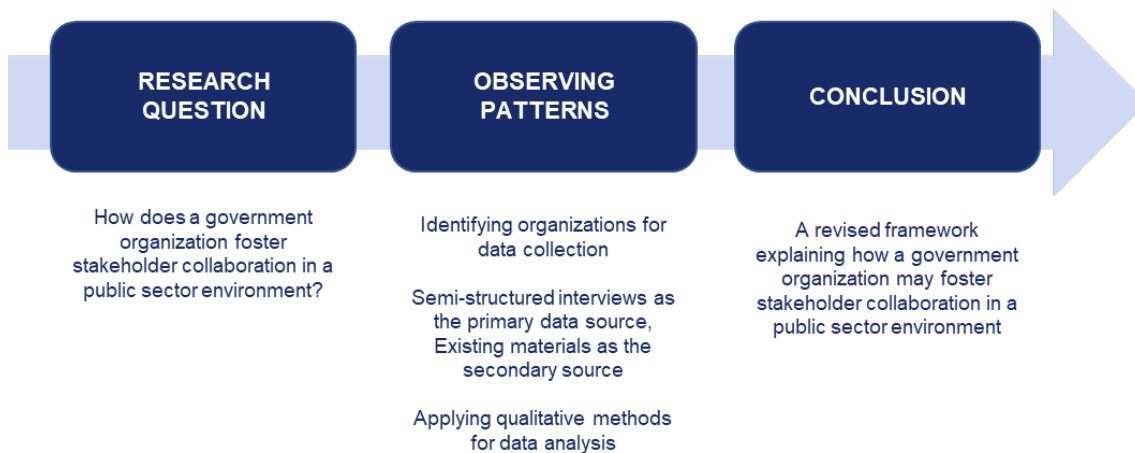 RESEARCH
QUESTION
How does a government
organization foster
stakeholder collaboration in a
public sector environment?
OBSERVING
PATTERNS
Identifying organizations for
data collection
Semi-structured interviews as
the primary data source,
Existing materials as the
secondary source
Applying qualitative methods
for data analysis
CONCLUSION
A revised framework
explaining how a government
organization may foster
stakeholder collaboration in a
public sector environment